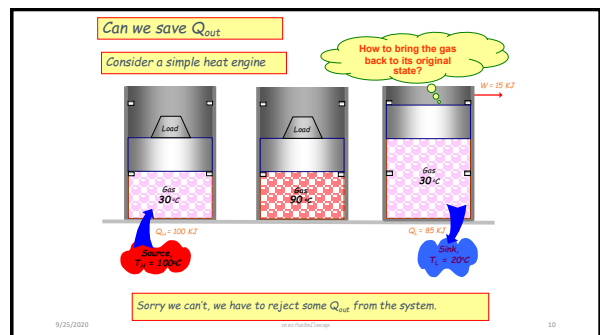 Can we save Qout
Consider a simple heat engine
How to bring the gas
back to its original
state?
W = 15 KJ
Load
Load
Gas
30°C
Gas
90°C
Gas
30°C
QH = 100 KJ
QL = 85 KJ
Source,
TH = 100°C
Sink,
TL = 20°C
Sorry we can't, we have to reject some Qout from the system.
9/25/2020
10